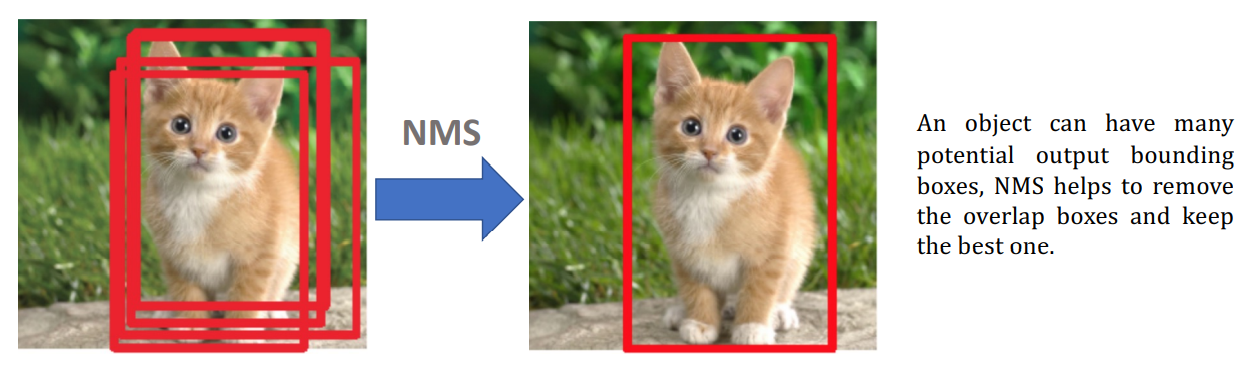 NMS
An object can have many
potential output bounding
boxes, NMS helps to remove
the overlap boxes and keep
the best one.